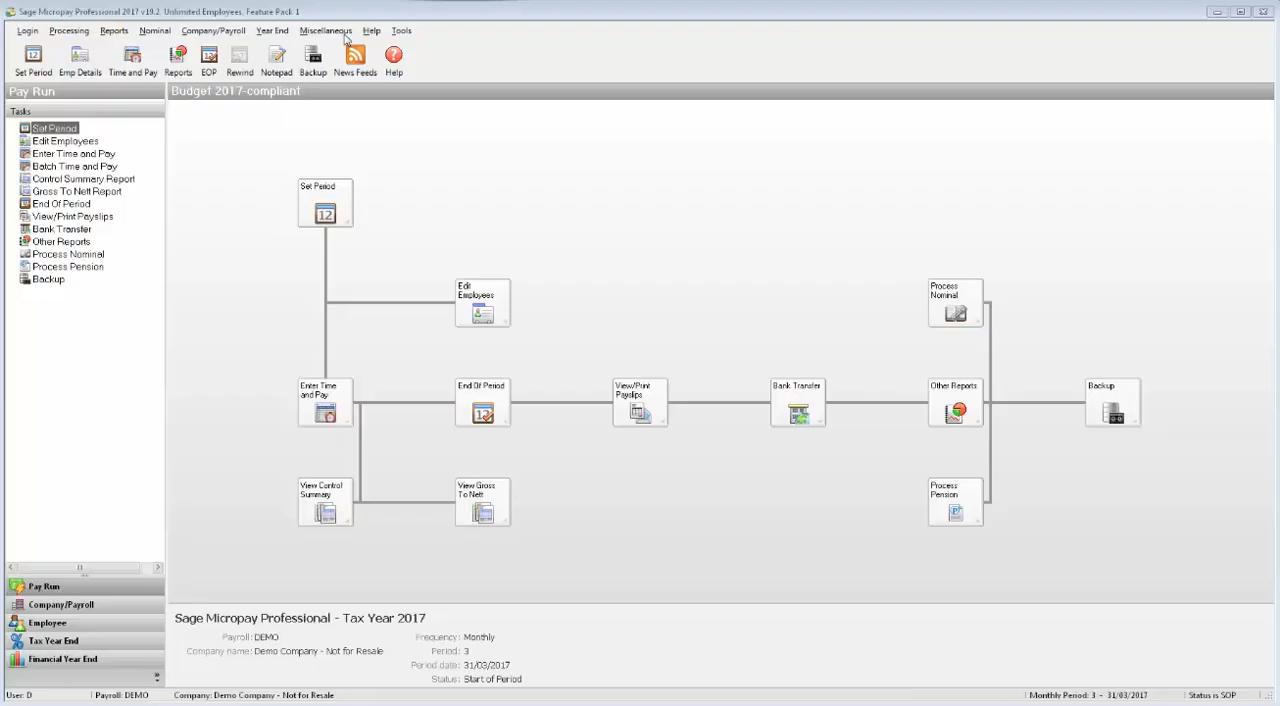 Sage Micropay Professional 2017 v19.2, Unlimited Employees, Feature Pack 1
Login Processing Reports Nominal Company/Payroll Year End Miscellaneous Help Tools
Set Period Emp Details Time and Pay Reports EOP Rewind Notepad Backup News Feeds Help
Pay Run
Budget 2017-compliant
Tasks
Set Period
Edit Employees
Enter Time and Pay
Batch Time and Pay
Control Summary Report
Gross To Nett Report
End Of Period
View/Print Payslips
Bank Transfer
Other Reports
Process Nominal
Process Pension
Backup
Set Period
12
Edit
Employees
Process
Nominal
Enter Time
and Pay
End Of Period
12
View/Print
Payslips
Bank Transfer
Other Reports
Backup
View Control
Summary
View Gross
To Nett
Process
Pension
Pay Run
Company/Payroll
Employee
Tax Year End
Financial Year End
Sage Micropay Professional - Tax Year 2017
Payroll: DEMO
Company name: Demo Company - Not for Resale
Frequency: Monthly
Period: 3
Period date: 31/03/2017
Status: Start of Period
User: D Payroll: DEMO Company: Demo Company - Not for Resale Monthly Period: 3 - 31/03/2017 Status is SOP